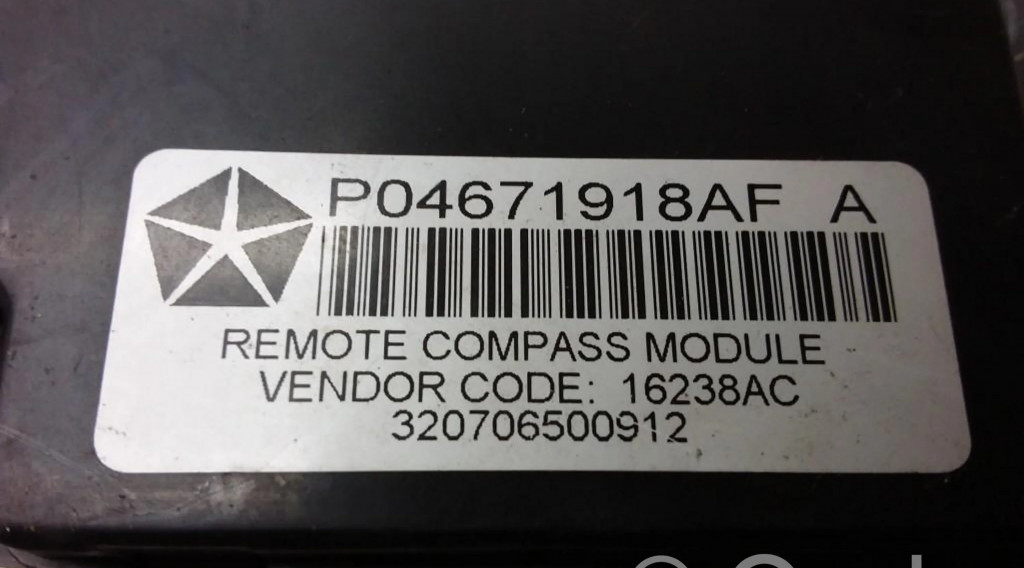 P04671918AF A
REMOTE COMPASS MODULE
VENDOR CODE: 16238AC
320706500912